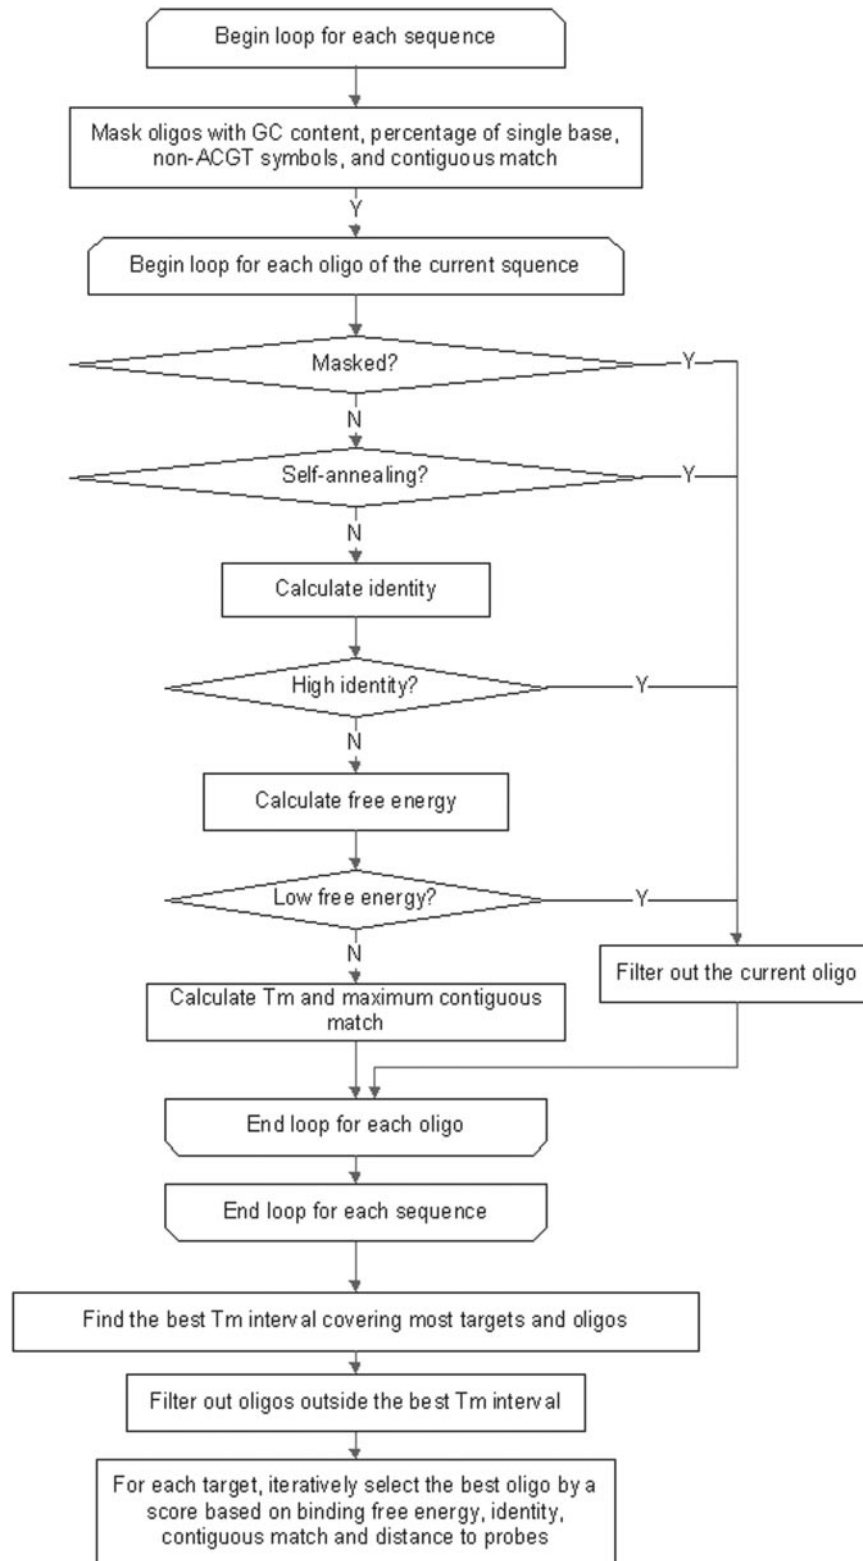 Begin loop for each sequence
Mask oligos with GC content, percentage of single base,
non-ACGT symbols, and contiguous match
Y
Begin loop for each oligo of the current squence
Masked?
Y
N
Self-annealing?
Y
N
Calculate identity
High identity?
Y
N
Calculate free energy
Low free energy?
Y
N
Filter out the current oligo
Calculate Tm and maximum contiguous
match
End loop for each oligo
End loop for each sequence
Find the best Tm interval covering most targets and oligos
Filter out oligos outside the best Tm interval
For each target, iteratively select the best oligo by a
score based on binding free energy, identity,
contiguous match and distance to probes